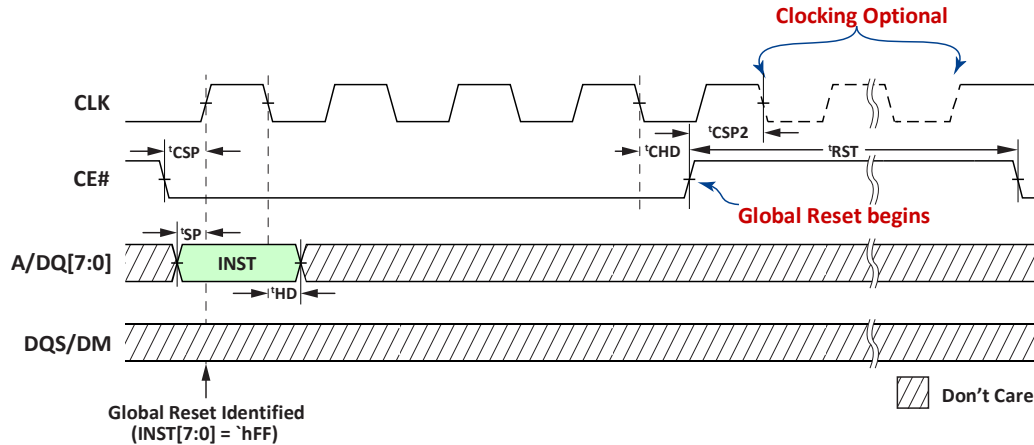 Clocking Optional
CLK
tCSP
tCHD
tCSP2
tRST
CE#
Global Reset begins
tSP
A/DQ[7:0]
INST
tHD
DQS/DM
Don't Care
Global Reset Identified
(INST[7:0] = `hFF)